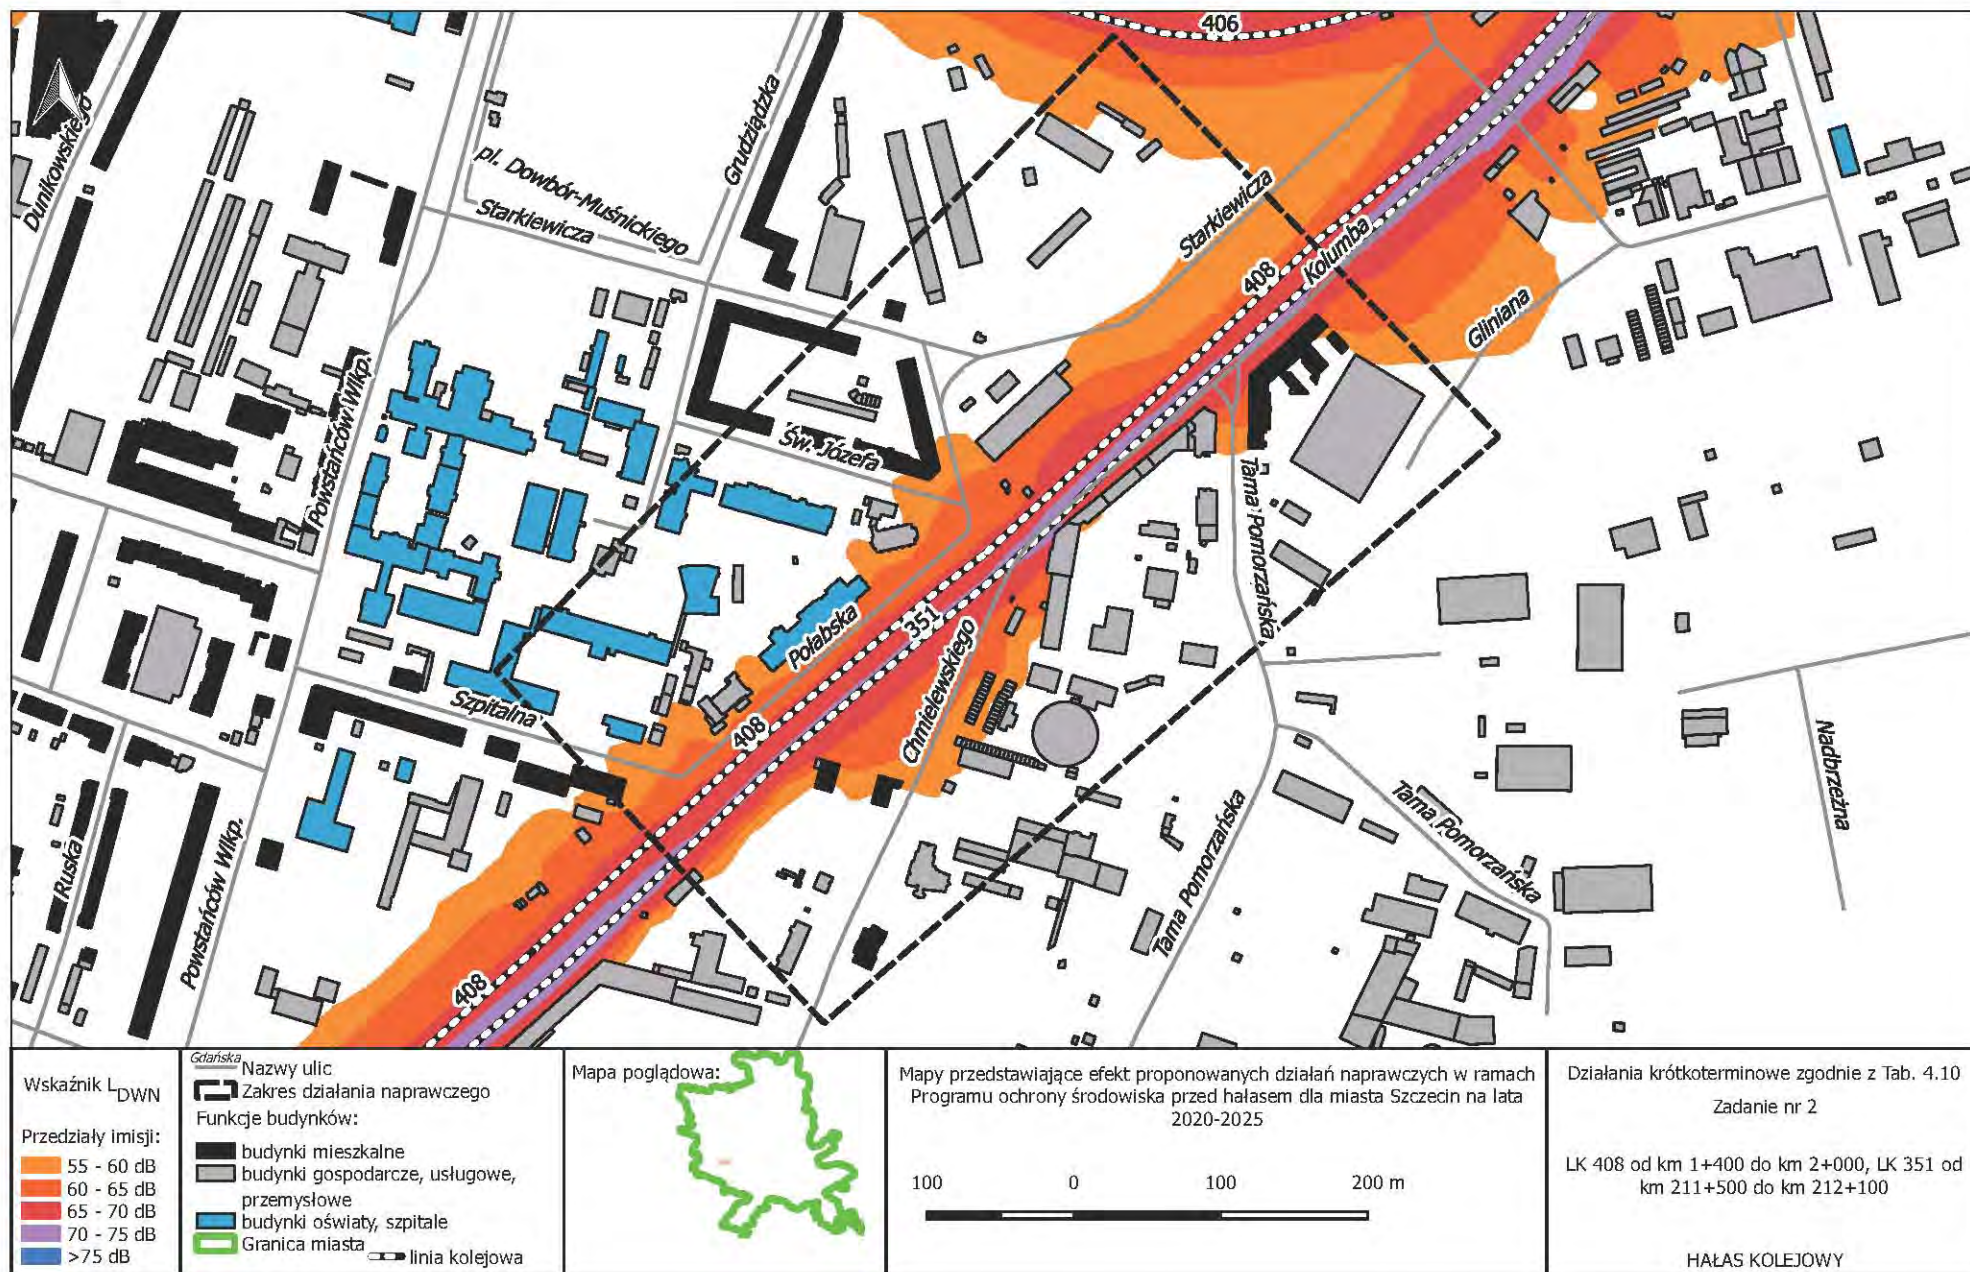 406
Dunikowskiego
pl. Dowbór-Muśnickiego
Grudziądzka
Starkiewicza
Starkiewicza
408
Kolumba
Gliniana
Powstańców Wlkp.
Św. Józefa
Tama Pomorzańska
Połabska
351
Chmielewskiego
Szpitalna
408
Nadbrzeżna
Tama Pomorzańska
Tama Pomorzańska
Ruska
Powstańców Wlkp.
408
Wskaźnik LDWN
Przedziały imisji:
55 - 60 dB
60 - 65 dB
65 - 70 dB
70 - 75 dB
>75 dB
Gdańska
Nazwy ulic
Zakres działania naprawczego
Funkcje budynków:
budynki mieszkalne
budynki gospodarcze, usługowe,
przemysłowe
budynki oświaty, szpitale
Granica miasta
linia kolejowa
Mapa poglądowa:
Mapy przedstawiające efekt proponowanych działań naprawczych w ramach
Programu ochrony środowiska przed hałasem dla miasta Szczecin na lata
2020-2025
100 0 100 200 m
Działania krótkoterminowe zgodnie z Tab. 4.10
Zadanie nr 2
LK 408 od km 1+400 do km 2+000, LK 351 od
km 211+500 do km 212+100
HAŁAS KOLEJOWY